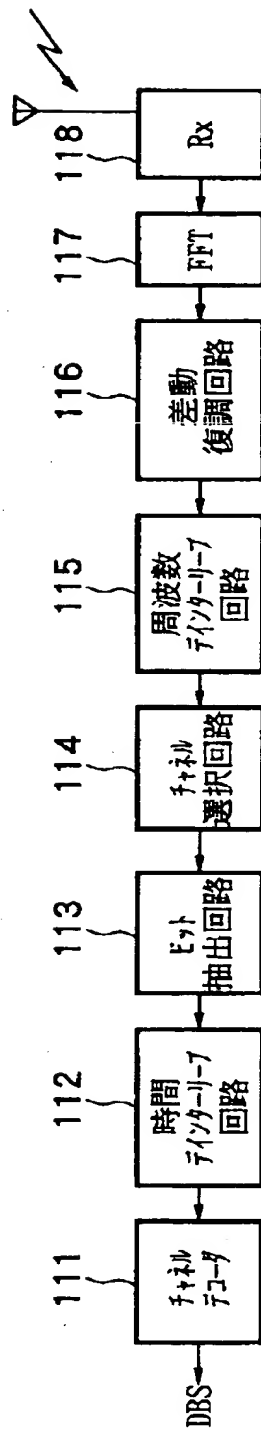 111
112
113
114
115
116
117
118
DBS
チャネル
デコーダ
時間
デインターリーブ
回路
ビット
抽出回路
チャネル
選択回路
周波数
デインターリーブ
回路
差動
復調回路
FFT
Rx